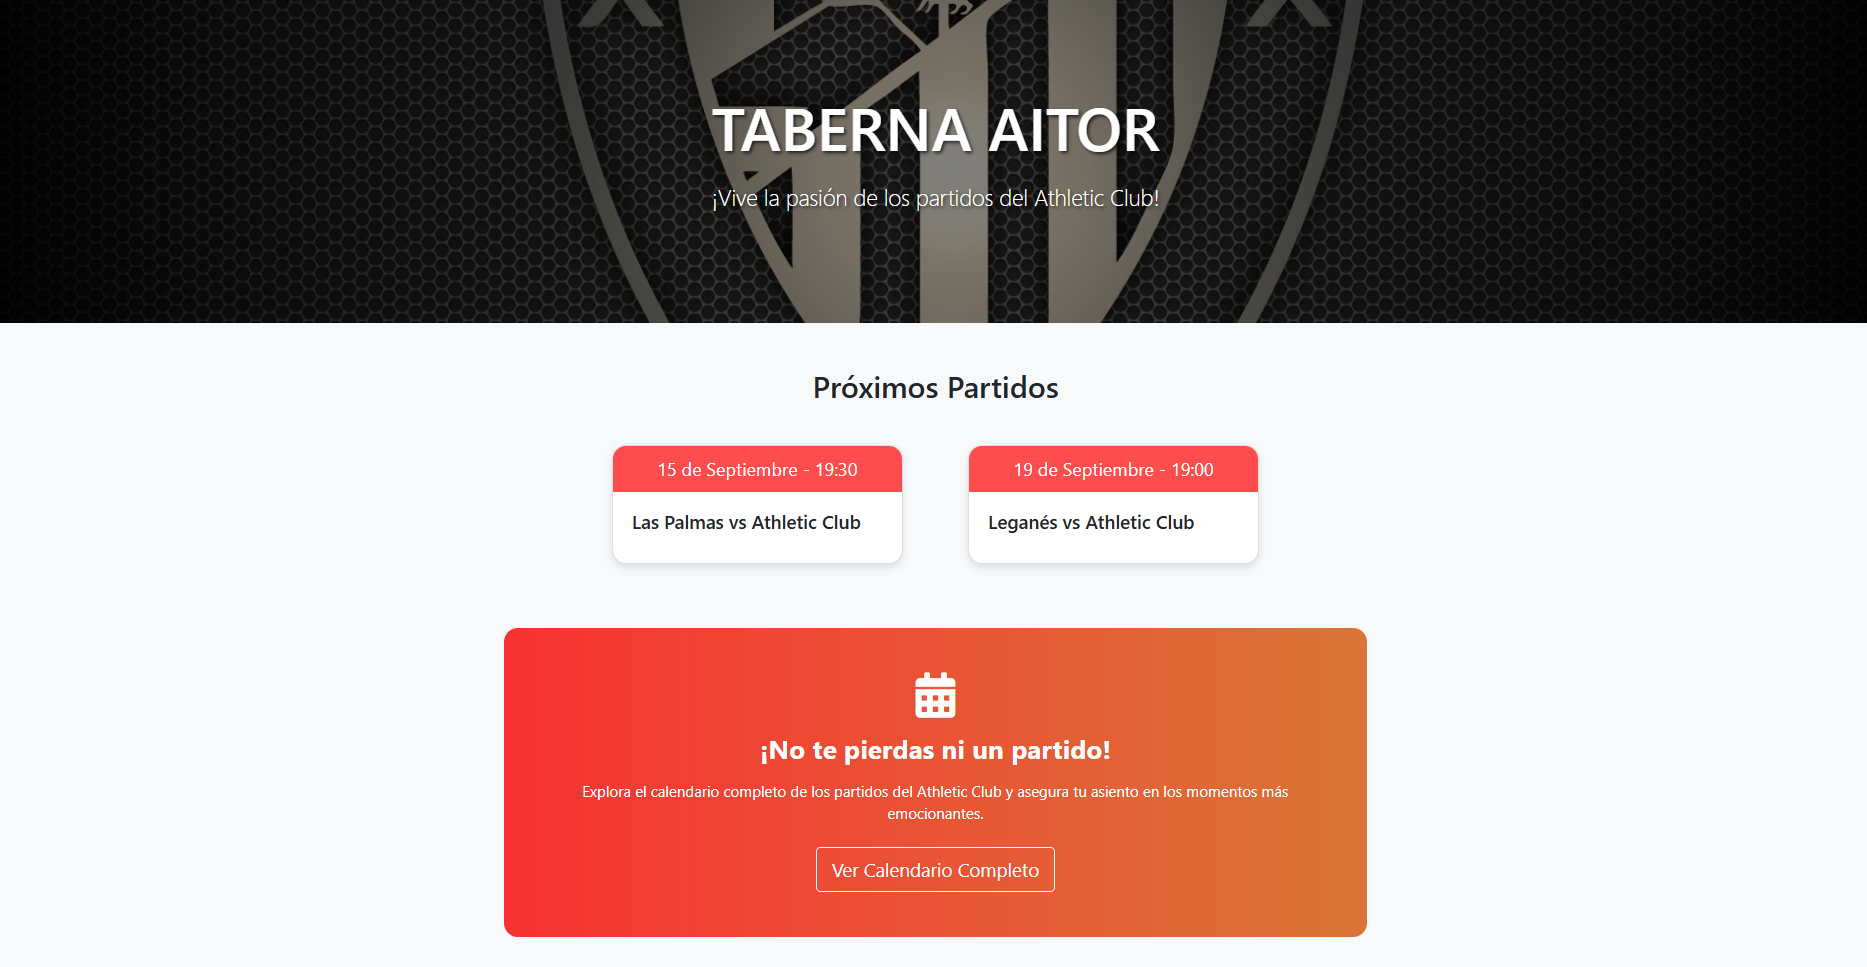 TABERNA AITOR
¡Vive la pasión de los partidos del Athletic Club!
Próximos Partidos
15 de Septiembre - 19:30
Las Palmas vs Athletic Club
19 de Septiembre - 19:00
Leganés vs Athletic Club
¡No te pierdas ni un partido!
Explora el calendario completo de los partidos del Athletic Club y asegura tu asiento en los momentos más
emocionantes.
Ver Calendario Completo